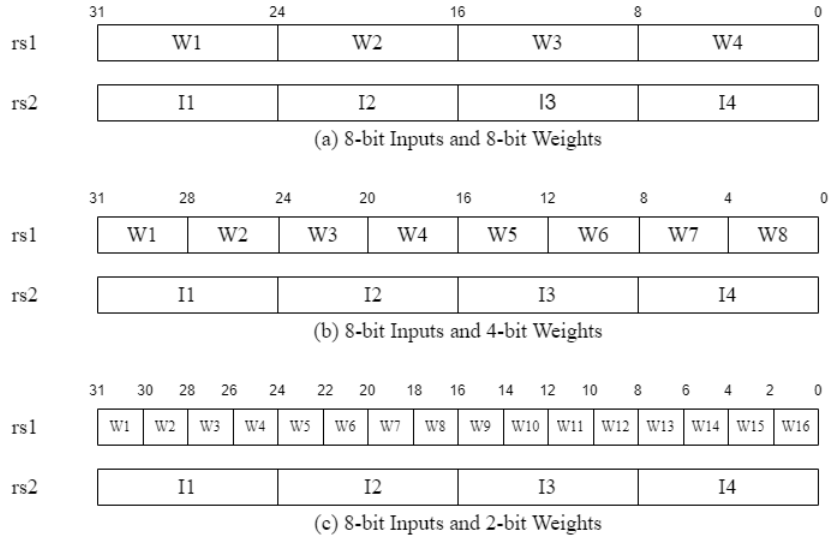 31 24 16 8 0
rs1 W1 W2 W3 W4
rs2 I1 I2 I3 I4
(a) 8-bit Inputs and 8-bit Weights
31 28 24 20 16 12 8 4 0
rs1 W1 W2 W3 W4 W5 W6 W7 W8
rs2 I1 I2 I3 I4
(b) 8-bit Inputs and 4-bit Weights
31 30 28 26 24 22 20 18 16 14 12 10 8 6 4 2 0
rs1 W1 W2 W3 W4 W5 W6 W7 W8 W9 W10 W11 W12 W13 W14 W15 W16
rs2 I1 I2 I3 I4
(c) 8-bit Inputs and 2-bit Weights